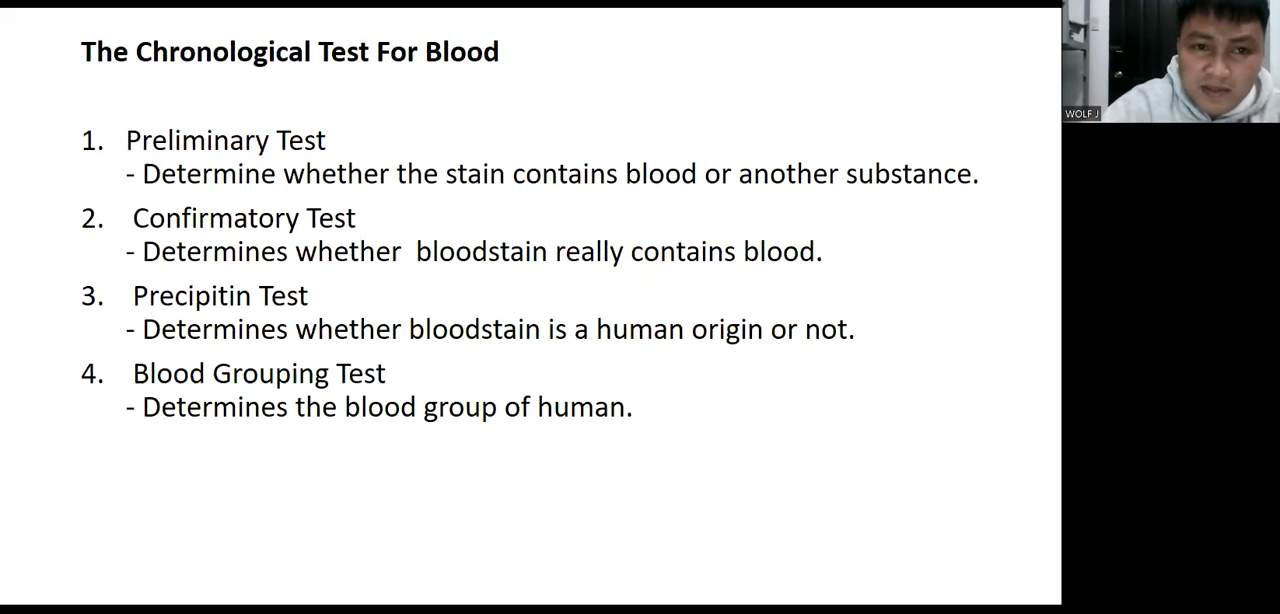 The Chronological Test For Blood
1. Preliminary Test
- Determine whether the stain contains blood or another substance.
2. Confirmatory Test
- Determines whether bloodstain really contains blood.
3. Precipitin Test
- Determines whether bloodstain is a human origin or not.
4. Blood Grouping Test
- Determines the blood group of human.
WOLF J